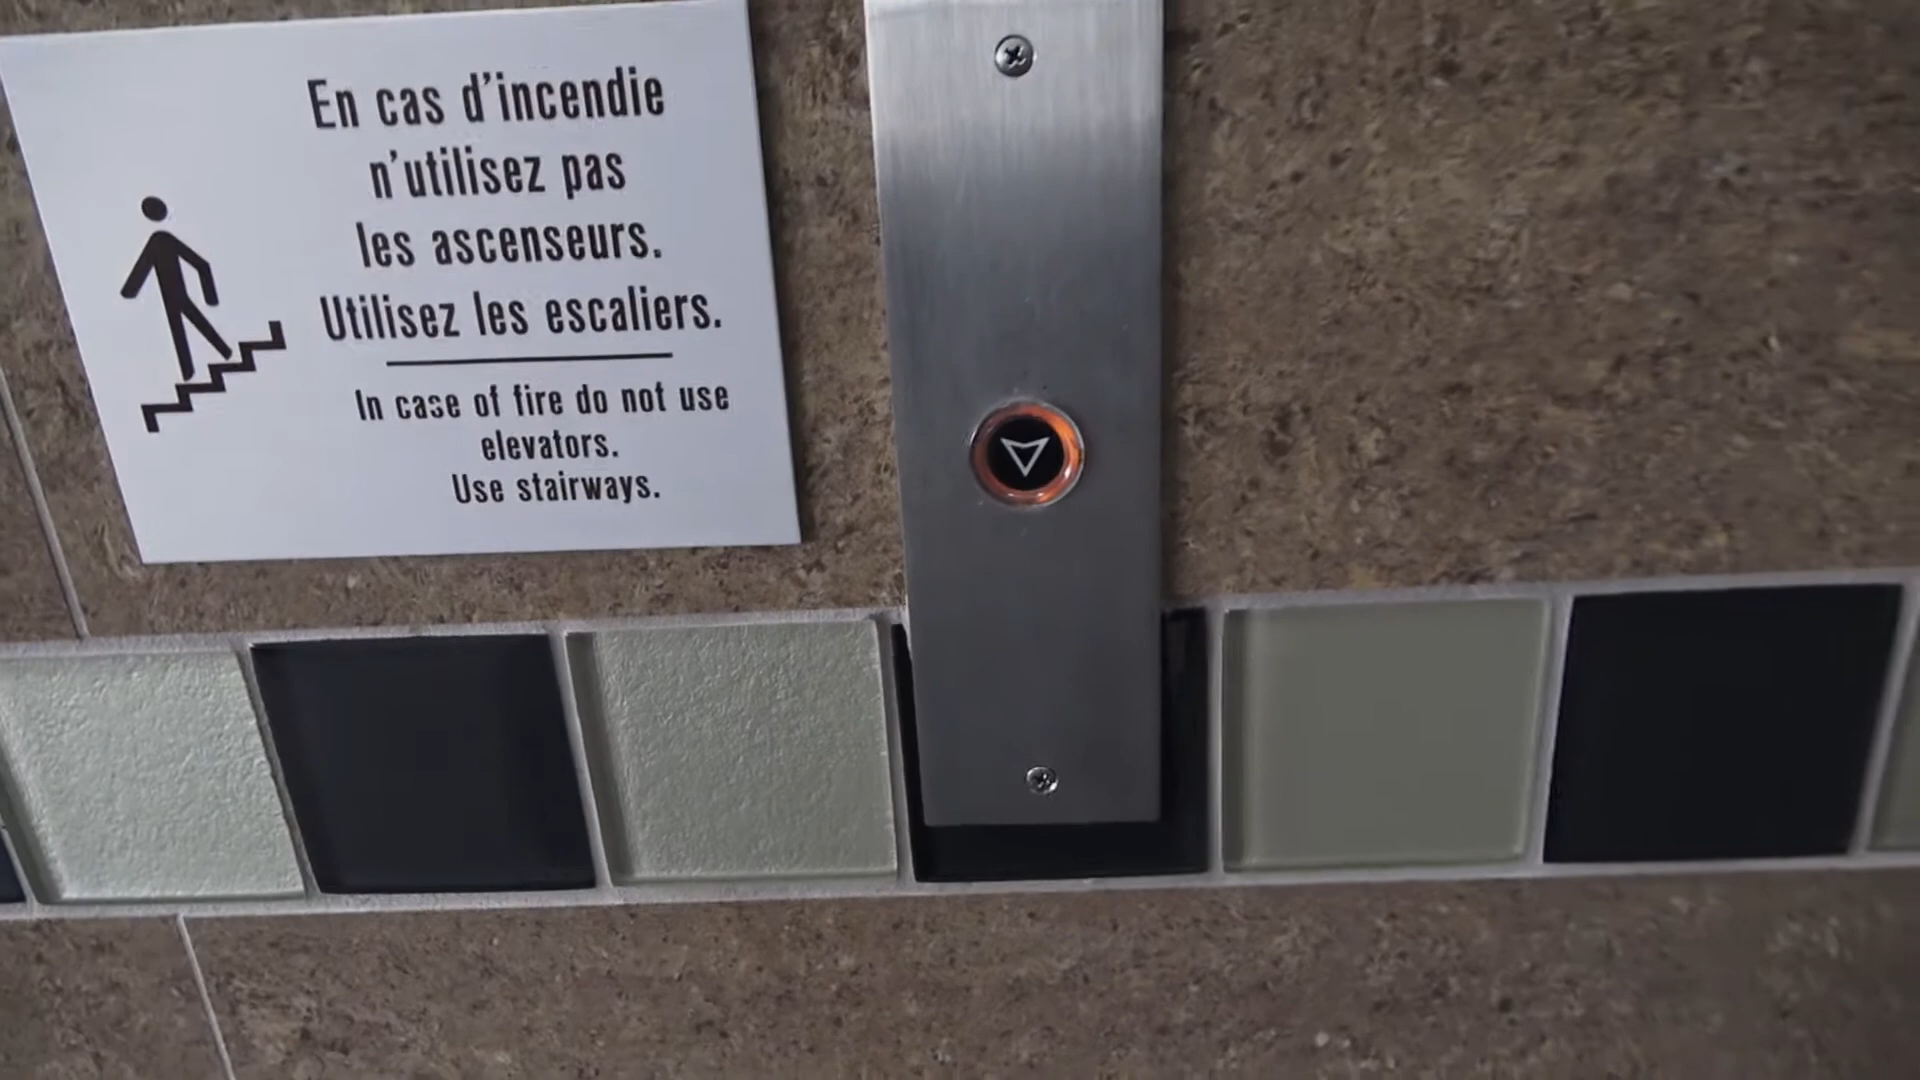 En cas d'incendie
n'utilisez pas
les ascenseurs.
Utilisez les escaliers.
In case of fire do not use
elevators.
Use stairways.